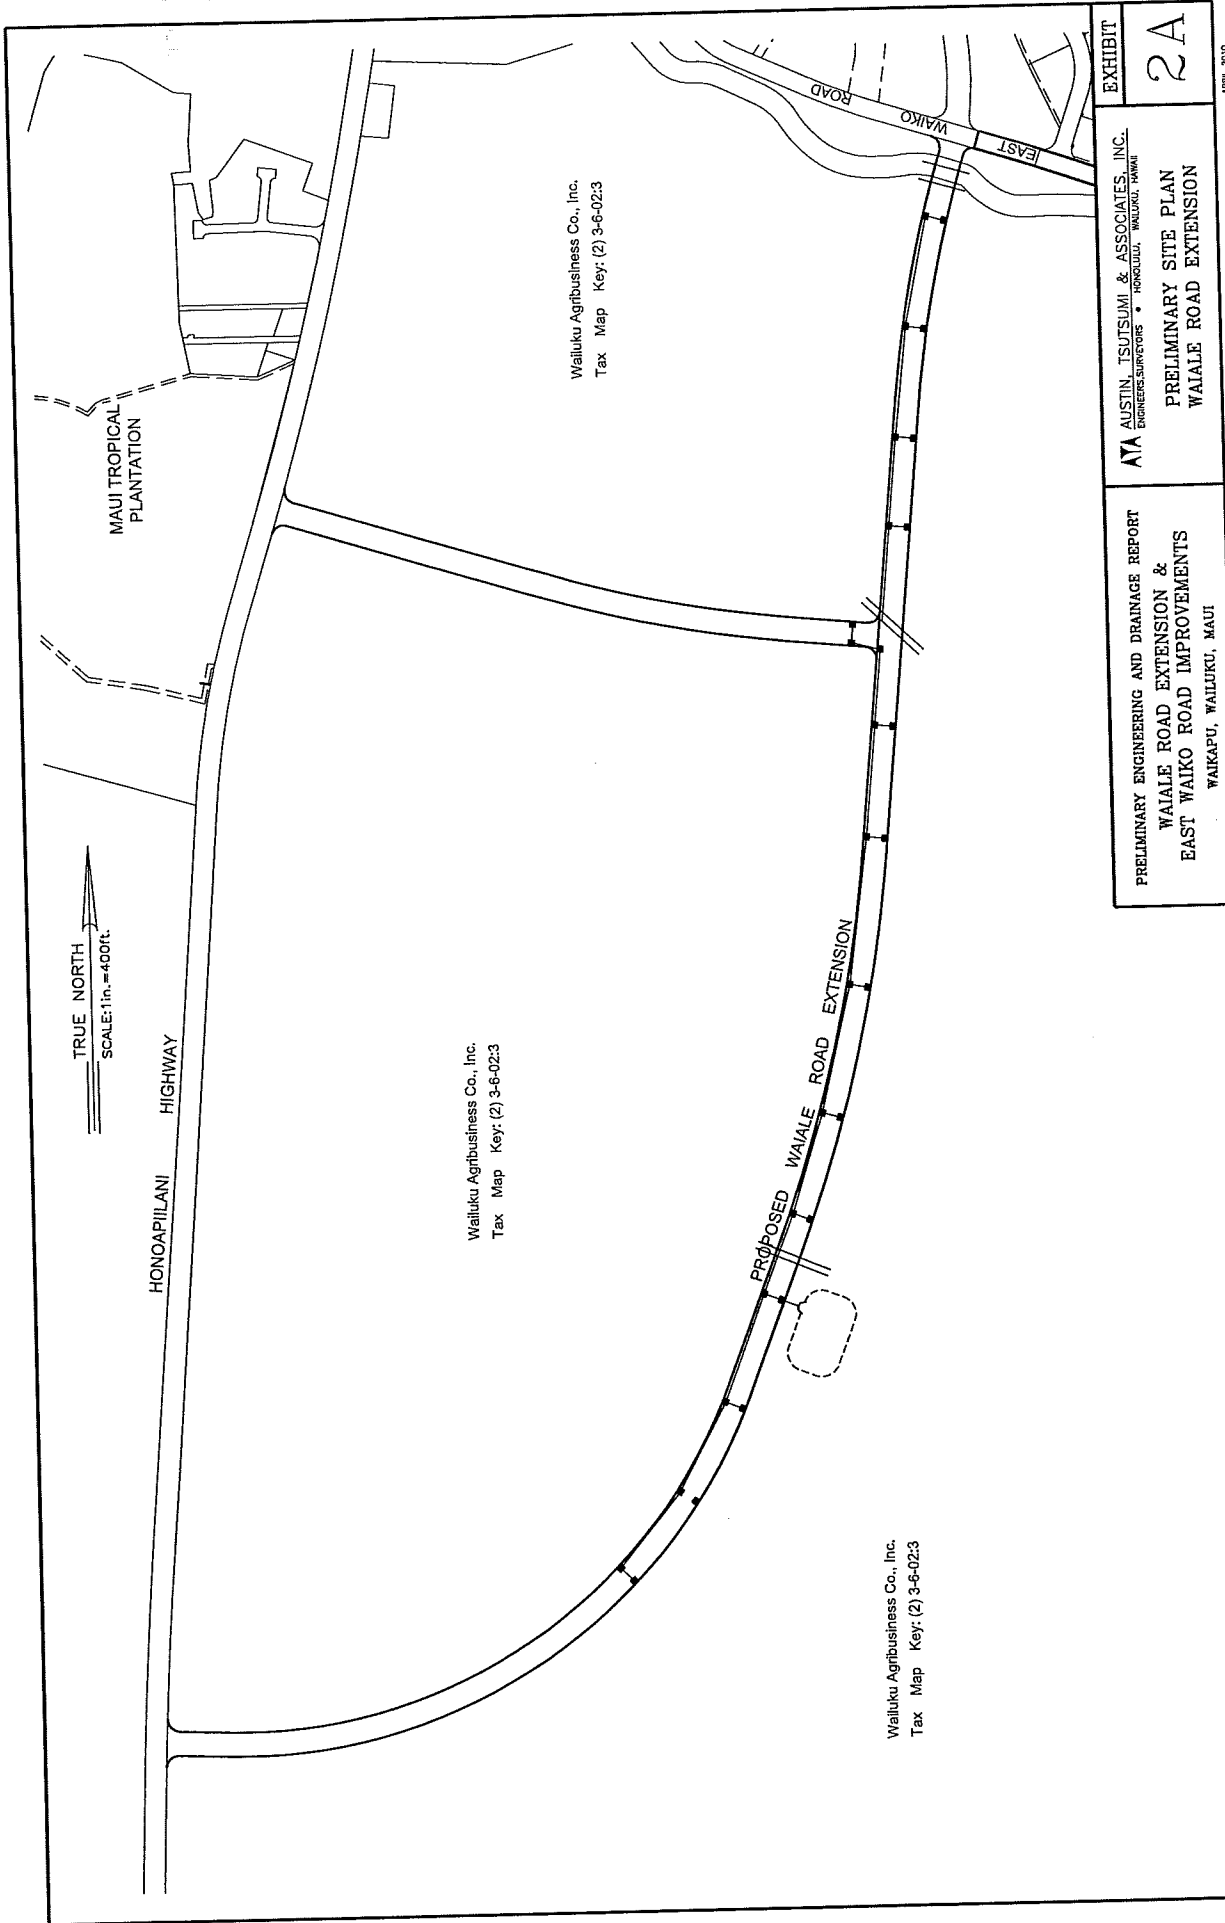 TRUE NORTH
SCALE:1in.=400ft.
HONOAPIILANI HIGHWAY
MAUI TROPICAL
PLANTATION
Wailuku Agribusiness Co., Inc.
Tax Map Key: (2) 3-6-02:3
Wailuku Agribusiness Co., Inc.
Tax Map Key: (2) 3-6-02:3
Wailuku Agribusiness Co., Inc.
Tax Map Key: (2) 3-6-02:3
PROPOSED WAIALE ROAD EXTENSION
EAST WAIKO ROAD
PRELIMINARY ENGINEERING AND DRAINAGE REPORT
WAIALE ROAD EXTENSION &
EAST WAIKO ROAD IMPROVEMENTS
WAIKAPU, WAILUKU, MAUI
ATA AUSTIN, TSUTSUMI & ASSOCIATES, INC.
ENGINEERS,SURVEYORS • HONOLULU, WAILUKU, HAWAII
PRELIMINARY SITE PLAN
WAIALE ROAD EXTENSION
EXHIBIT
2A